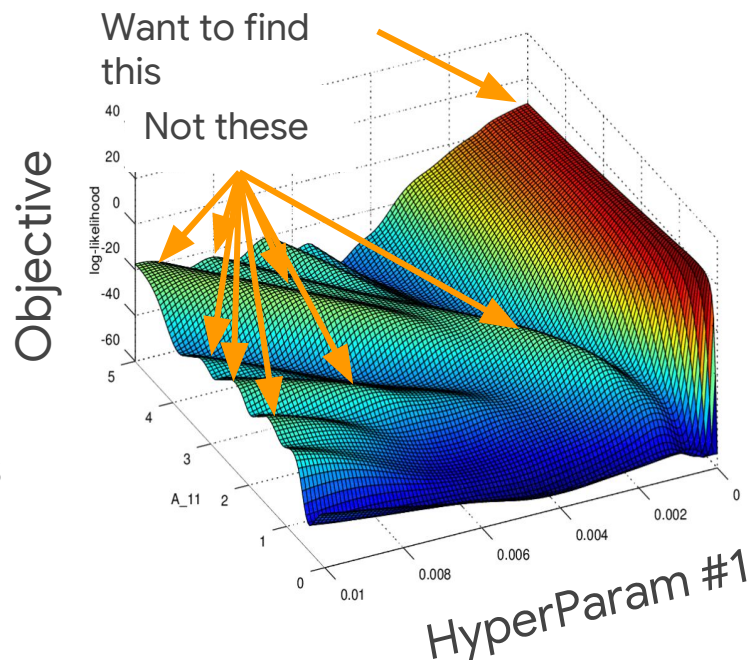 Want to find
this
Not these
Objective
log-likelihood
40
20
0
-20
-40
-60
5
4
3
2
1
0
A_11
0.01
0.008
0.006
0.004
0.002
0
HyperParam #1